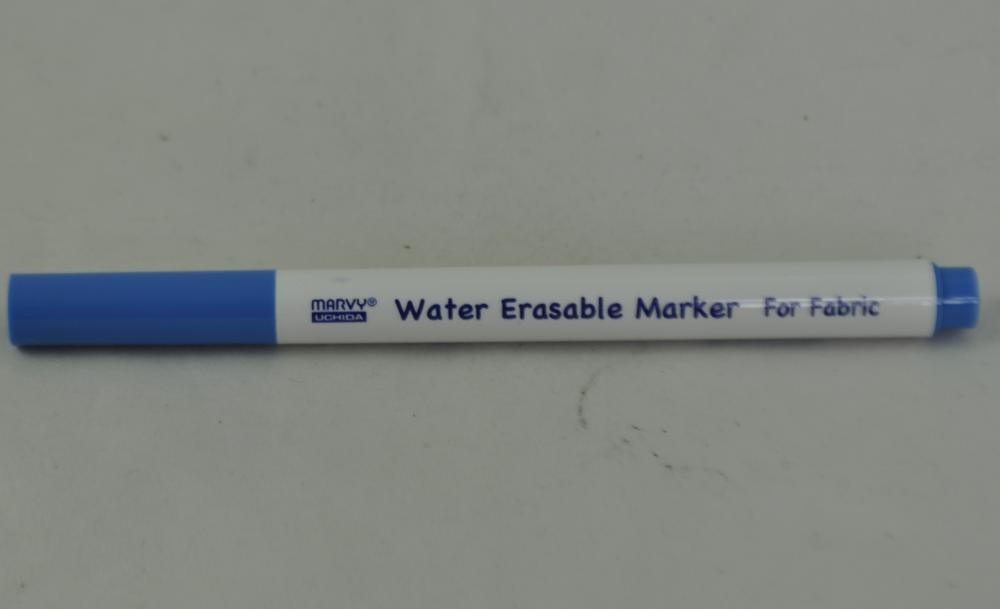 MARVY®
UCHIDA
Water Erasable Marker For Fabric